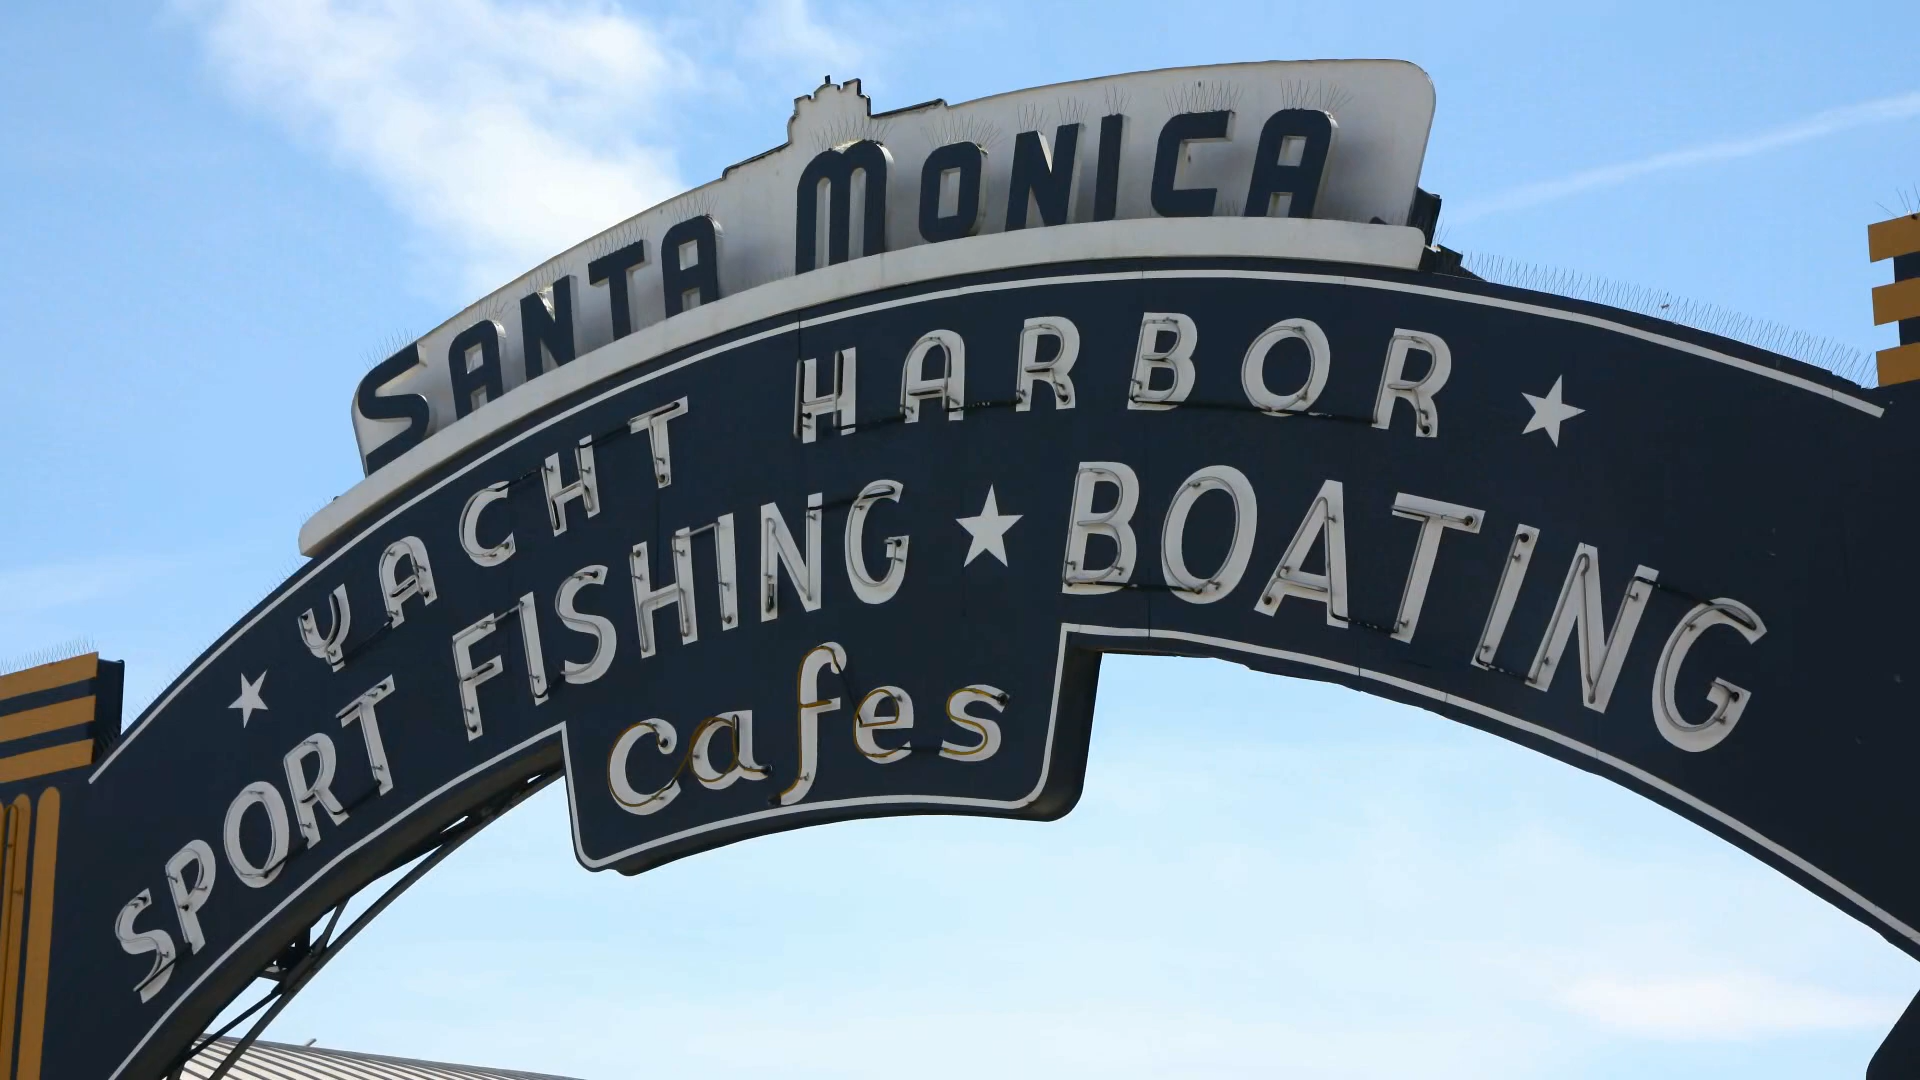 SANTA MONICA
★ YACHT HARBOR ★
SPORT FISHING ★ BOATING
cafes